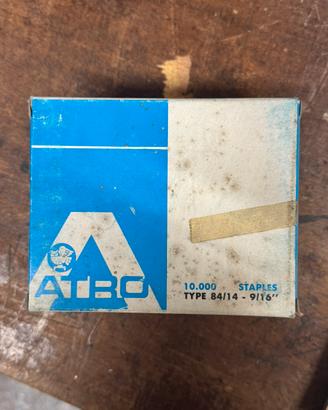 ATRO
10.000 STAPLES
TYPE 84/14 - 9/16"